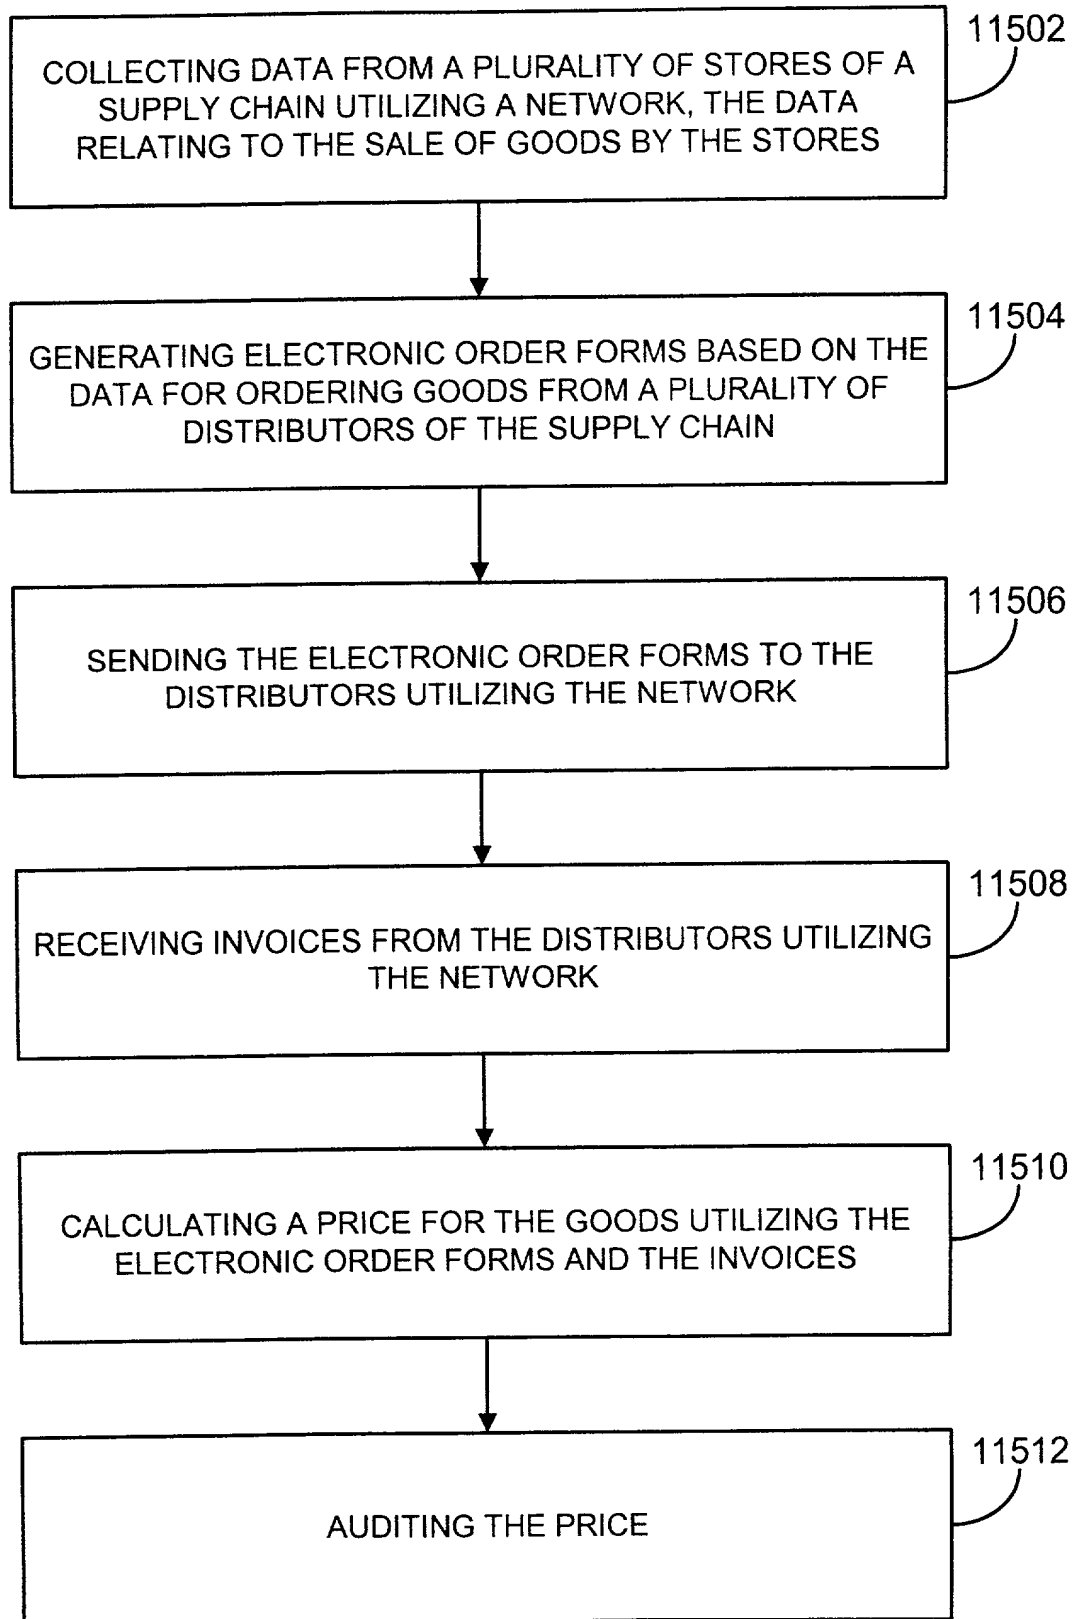 11502
COLLECTING DATA FROM A PLURALITY OF STORES OF A
SUPPLY CHAIN UTILIZING A NETWORK, THE DATA
RELATING TO THE SALE OF GOODS BY THE STORES
11504
GENERATING ELECTRONIC ORDER FORMS BASED ON THE
DATA FOR ORDERING GOODS FROM A PLURALITY OF
DISTRIBUTORS OF THE SUPPLY CHAIN
11506
SENDING THE ELECTRONIC ORDER FORMS TO THE
DISTRIBUTORS UTILIZING THE NETWORK
11508
RECEIVING INVOICES FROM THE DISTRIBUTORS UTILIZING
THE NETWORK
11510
CALCULATING A PRICE FOR THE GOODS UTILIZING THE
ELECTRONIC ORDER FORMS AND THE INVOICES
11512
AUDITING THE PRICE